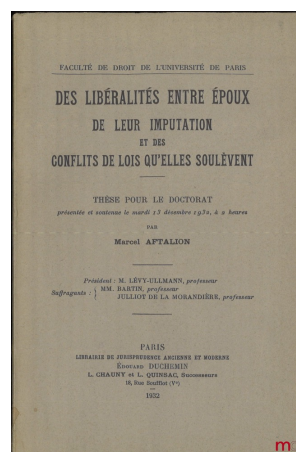 FACULTÉ DE DROIT DE L'UNIVERSITÉ DE PARIS
DES LIBÉRALITÉS ENTRE ÉPOUX
DE LEUR IMPUTATION
ET DES
CONFLITS DE LOIS QU'ELLES SOULÈVENT
THÈSE POUR LE DOCTORAT
présentée et soutenue le mardi 13 décembre 1932, à 2 heures
PAR
Marcel AFTALION
Président : M. LÉVY-ULLMANN, professeur
Suffragants : } MM. BARTIN, professeur
JULLIOT DE LA MORANDIÈRE, professeur
PARIS
LIBRAIRIE DE JURISPRUDENCE ANCIENNE ET MODERNE
ÉDOUARD DUCHEMIN
L. CHAUNY et L. QUINSAC, Successeurs
18, Rue Soufflot (Vᵉ)
1932
m